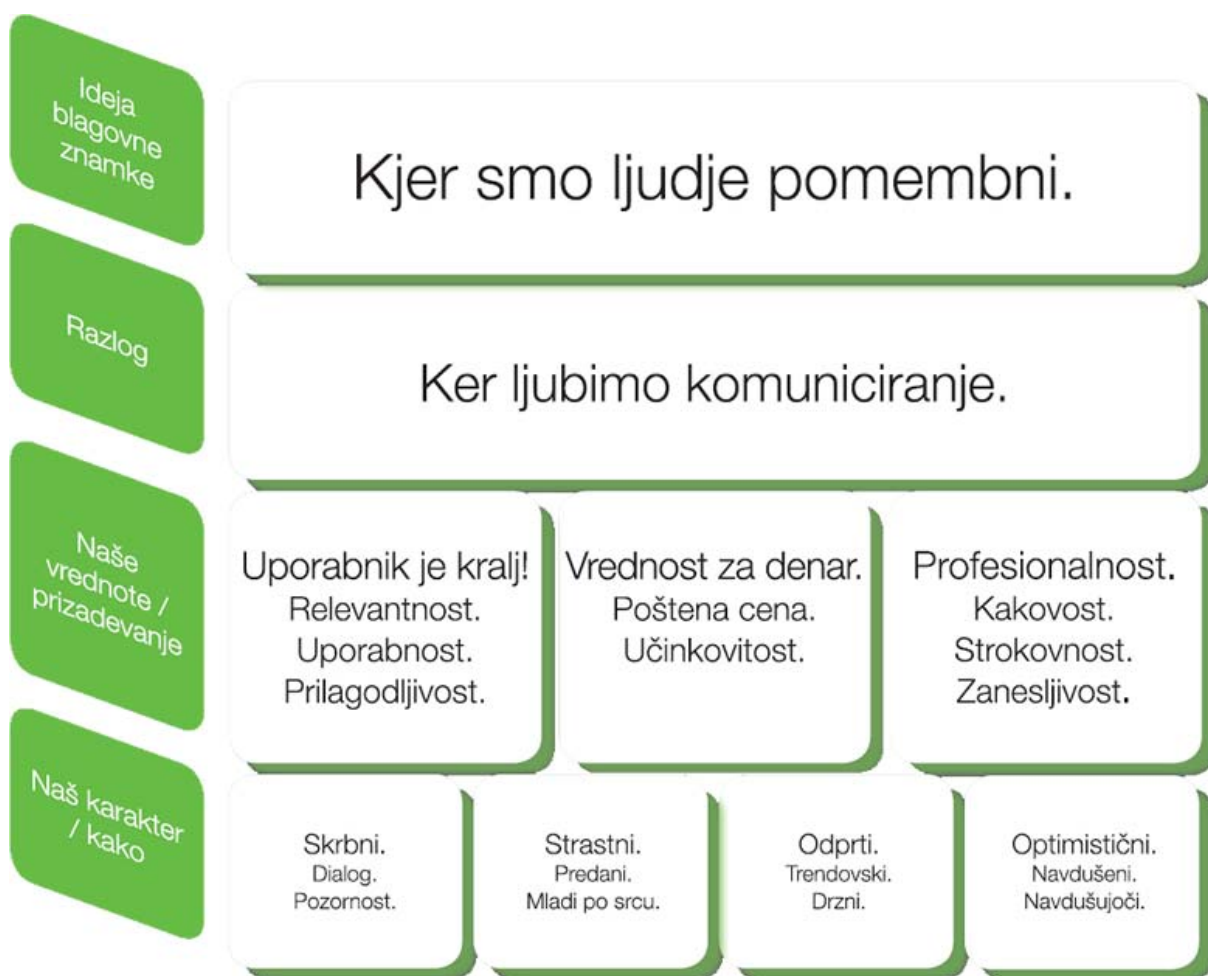 Ideja
blagovne
znamke
Kjer smo ljudje pomembni.
Razlog
Ker ljubimo komuniciranje.
Naše
vrednote /
prizadevanje
Uporabnik je kralj!
Relevantnost.
Uporabnost.
Prilagodljivost.
Vrednost za denar.
Poštena cena.
Učinkovitost.
Profesionalnost.
Kakovost.
Strokovnost.
Zanesljivost.
Naš karakter
/ kako
Skrbni.
Dialog.
Pozornost.
Strastni.
Predani.
Mladi po srcu.
Odprti.
Trendovski.
Drzni.
Optimistični.
Navdušeni.
Navdušujoči.